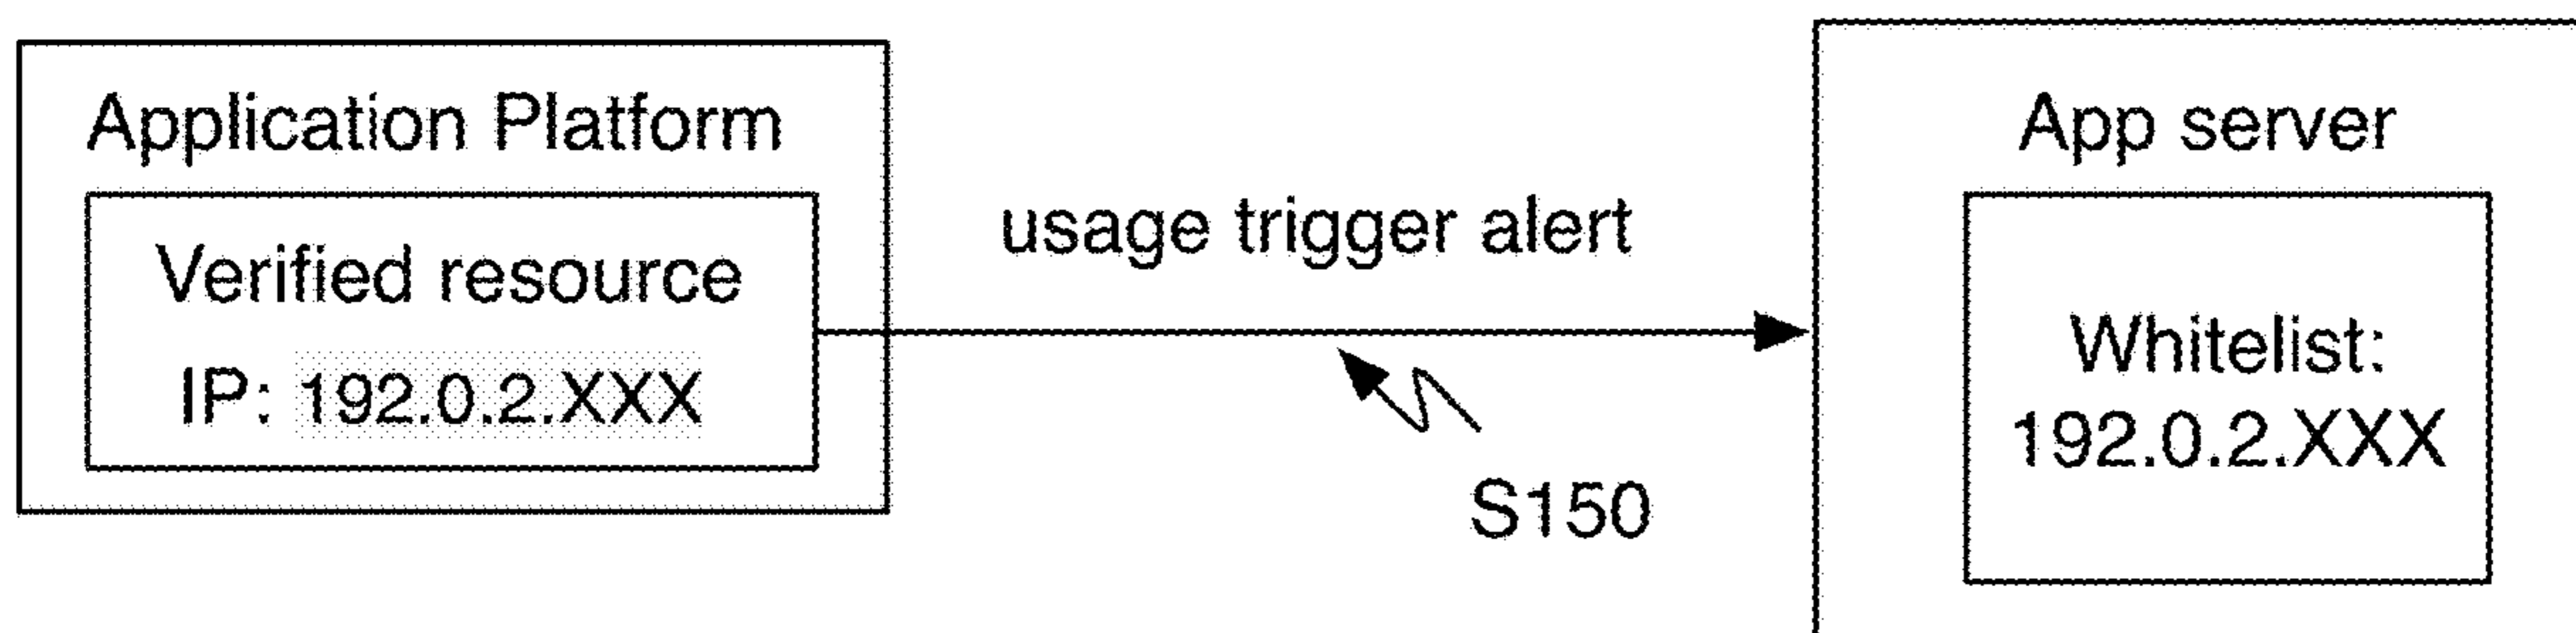 Application Platform
Verified resource
IP: 192.0.2.XXX
usage trigger alert
S150
App server
Whitelist:
192.0.2.XXX